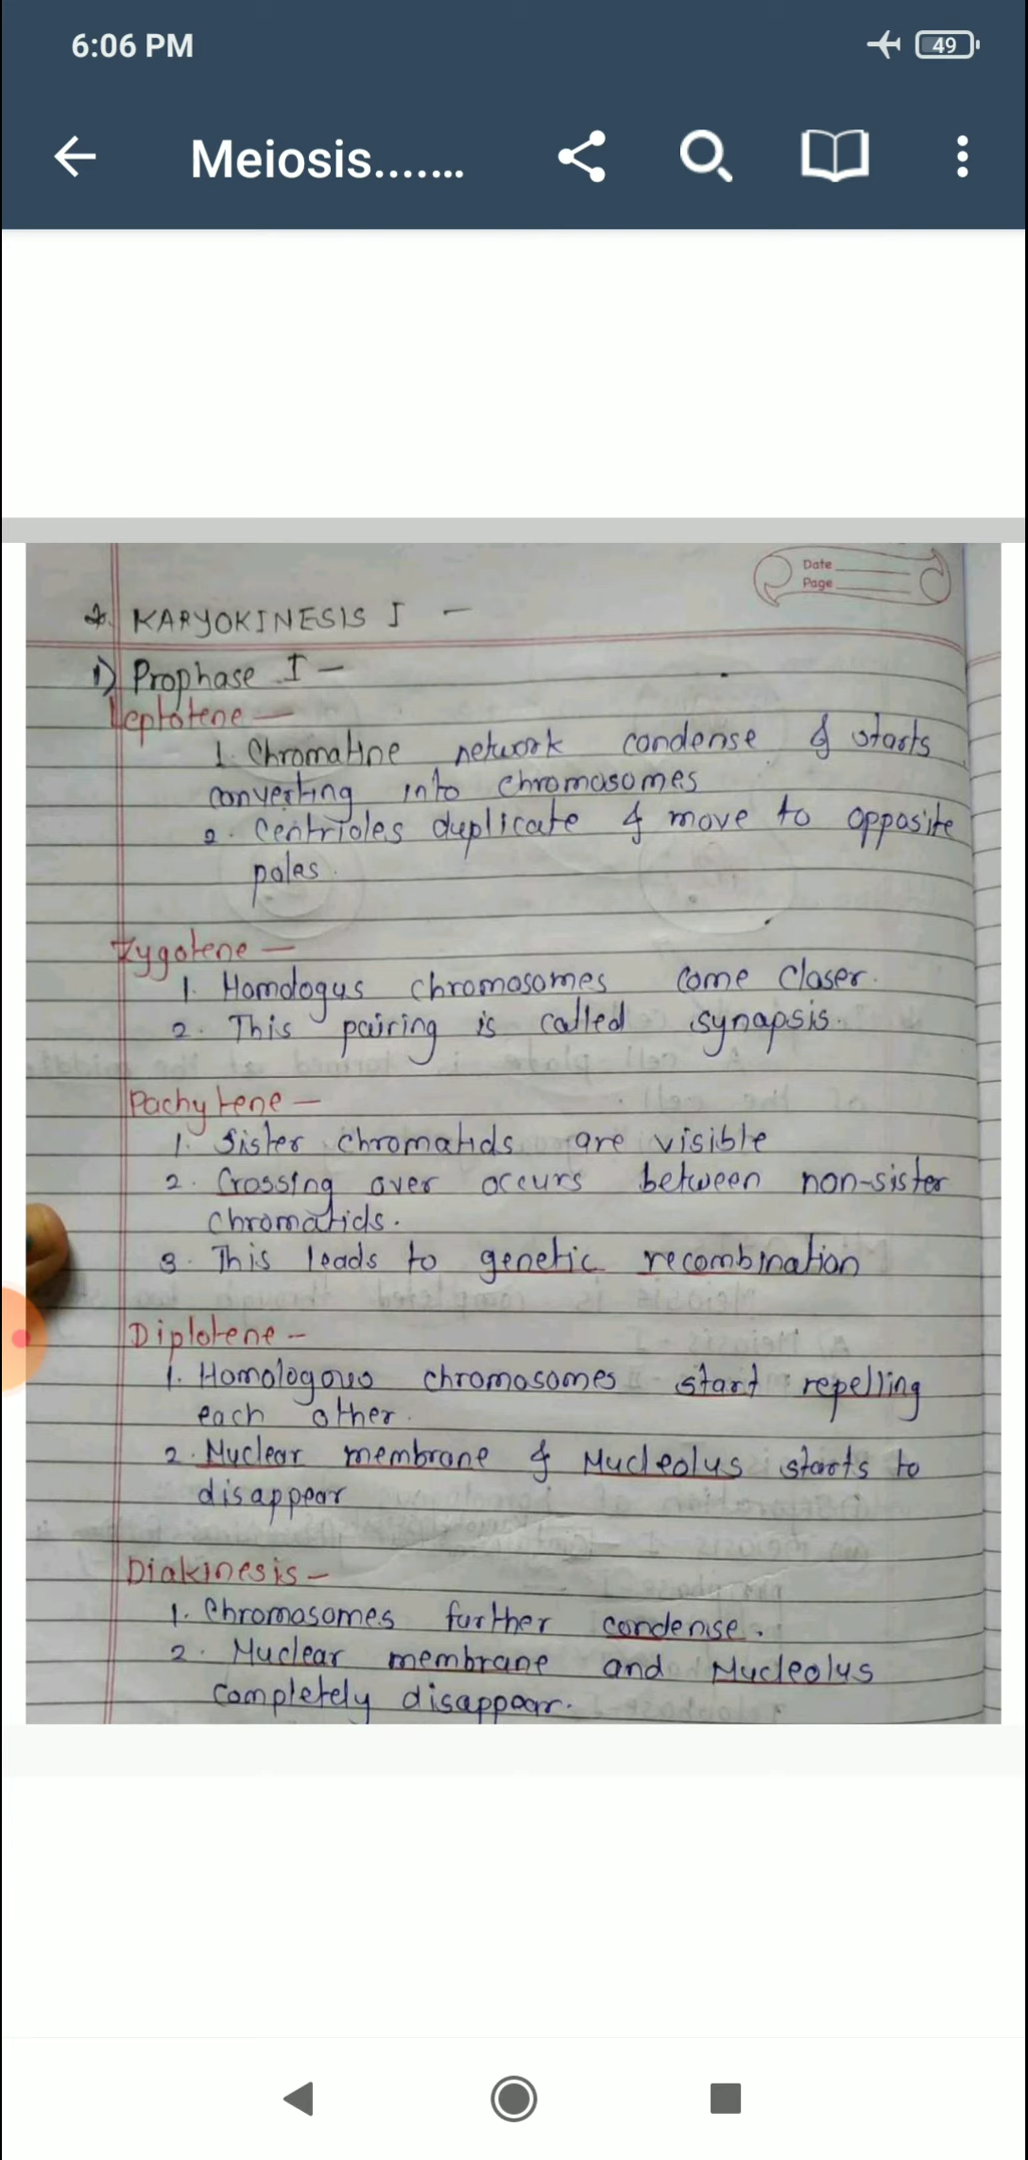 6:06 PM
49
Meiosis.......
Date
Page
* KARYOKINESIS I -
1) Prophase I -
Leptotene -
1. Chromatine network condense & starts
converting into chromosomes
2. Centrioles duplicate & move to opposite
poles.
Zygotene -
1. Homologus chromosomes come closer.
2. This pairing is called synapsis.
Pachytene -
1. Sister chromatids are visible
2. Crossing over occurs between non-sister
chromatids.
3. This leads to genetic recombination
Diplotene -
1. Homologous chromosomes start repelling
each other.
2. Nuclear membrane & Nucleolus starts to
disappear
Diakinesis -
1. Chromosomes further condense.
2. Nuclear membrane and Nucleolus
completely disappear.